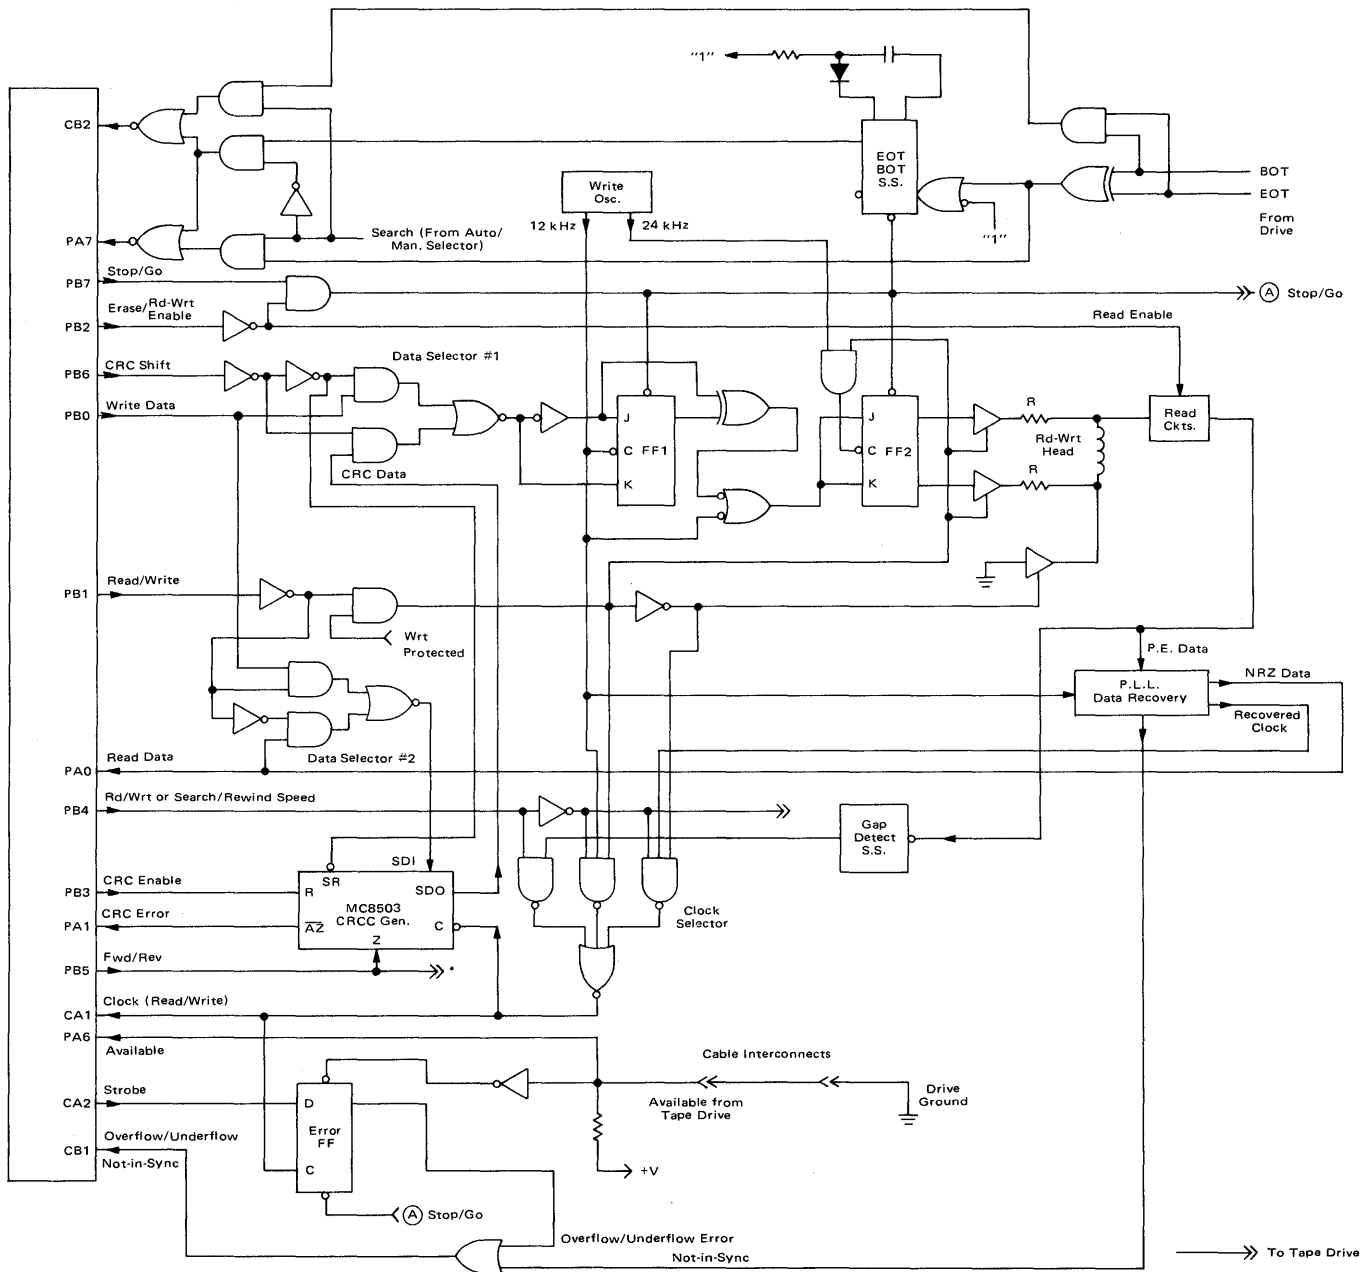 "1"
CB2
EOT
BOT
S.S.
BOT
EOT
From
Drive
Write
Osc.
12 kHz
24 kHz
"1"
Search (From Auto/
Man. Selector)
PA7
Stop/Go
PB7
Erase/Rd-Wrt
Enable
PB2
A Stop/Go
Read Enable
PB6
CRC Shift
Data Selector #1
PB0
Write Data
CRC Data
J
C FF1
K
J
C FF2
K
R
R
Rd-Wrt
Head
Read
Ckts.
PB1
Read/Write
Wrt
Protected
P.E. Data
P.L.L.
Data Recovery
NRZ Data
Recovered
Clock
PA0
Read Data
Data Selector #2
PB4
Rd/Wrt or Search/Rewind Speed
Gap
Detect
S.S.
SDI
SR
PB3
CRC Enable
R
SDO
MC8503
CRCC Gen.
PA1
CRC Error
AZ
C
Z
Clock
Selector
PB5
Fwd/Rev
CA1
Clock (Read/Write)
PA6
Available
Cable Interconnects
Available from
Tape Drive
Drive
Ground
CA2
Strobe
D
Error
FF
C
CB1
Overflow/Underflow
Not-in-Sync
+V
A Stop/Go
Overflow/Underflow Error
Not-in-Sync
To Tape Drive